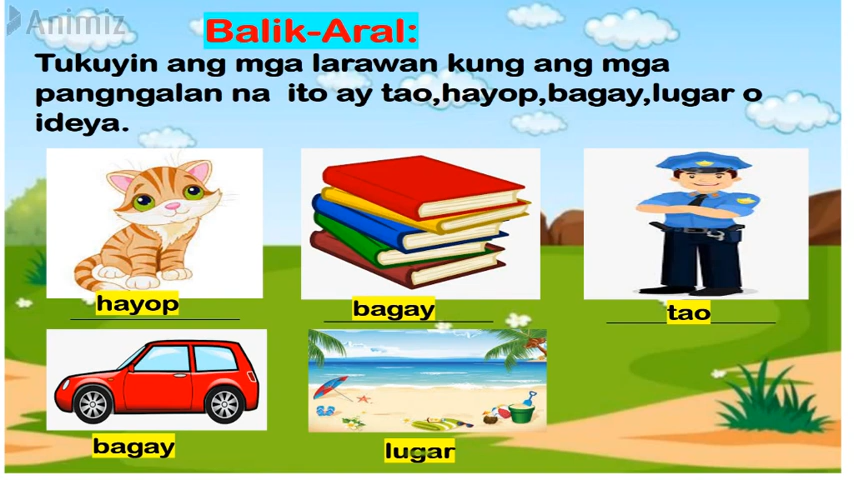 Animiz
Balik-Aral:
Tukuyin ang mga larawan kung ang mga
pangngalan na ito ay tao,hayop,bagay,lugar o
ideya.
hayop
bagay
tao
bagay
lugar